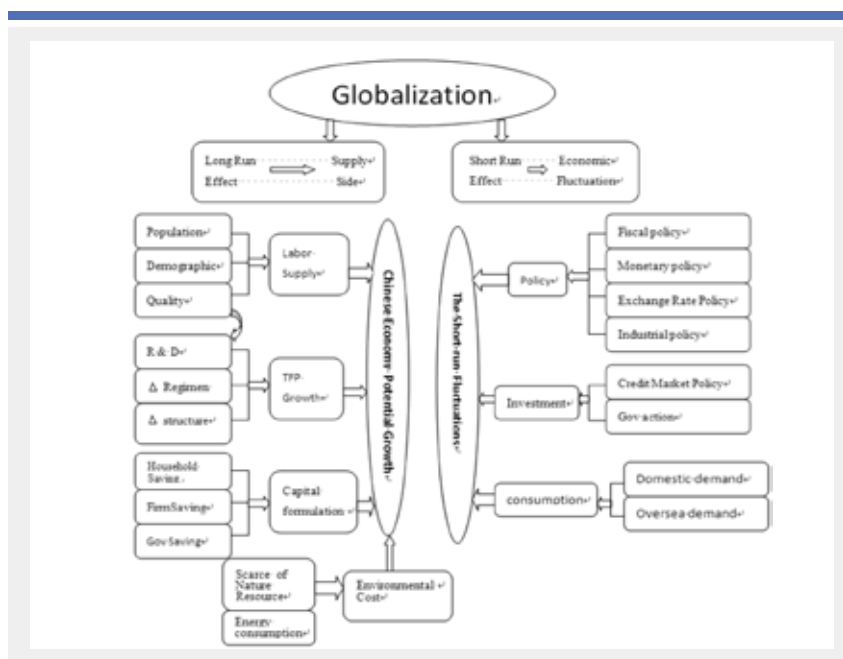 Globalization
Long Run Supply
Effect Side
Short Run Economic
Effect Fluctuation
Population
Demographic
Quality
Labor
Supply
R & D
Δ Regimen
Δ structure
TFP
Growth
Household
Saving
Firm Saving
Gov Saving
Capital
formulation
Scarce of
Nature
Resource
Energy
consumption
Environmental
Cost
Chinese Economy Potential Growth
The Short-run Fluctuations
Policy
Fiscal policy
Monetary policy
Exchange Rate Policy
Industrial policy
Investment
Credit Market Policy
Gov action
consumption
Domestic demand
Oversea demand